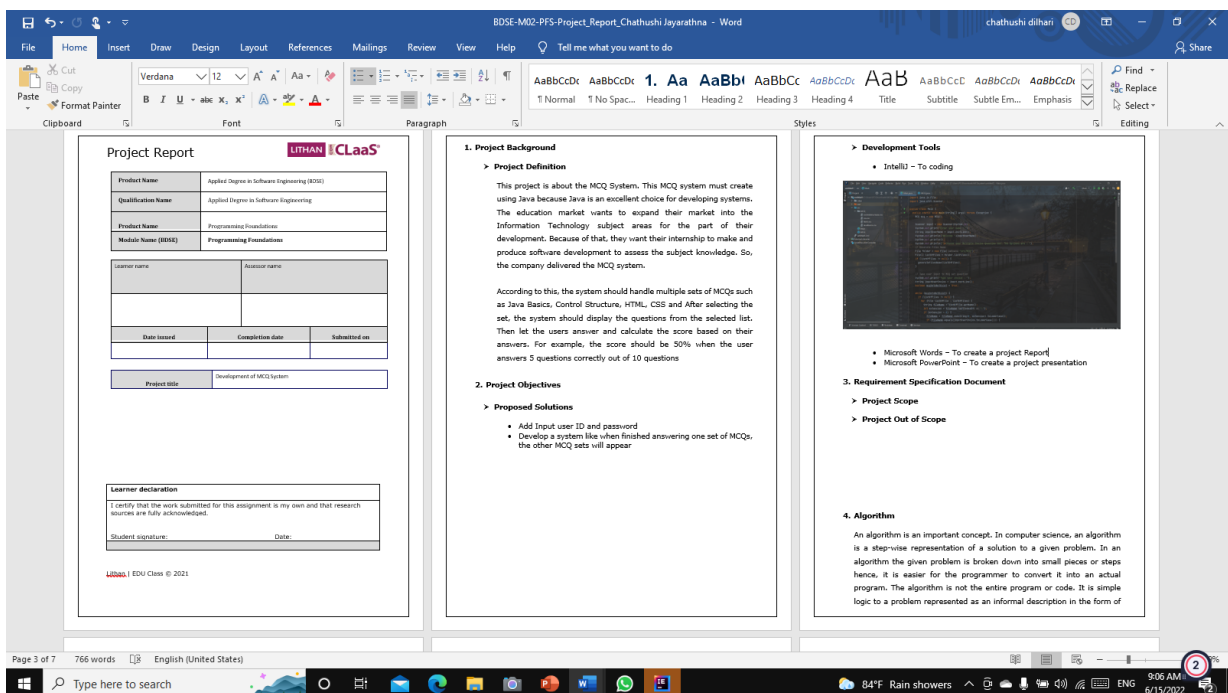 BDSE-M02-PFS-Project_Report_Chathushi Jayarathna - Word
chathushi dilhari
CD
File Home Insert Draw Design Layout References Mailings Review View Help Tell me what you want to do
Share
Paste
Cut
Copy
Format Painter
Clipboard
Verdana 12
Font
Paragraph
AaBbCcDc AaBbCcDc 1. Aa AaBb( AaBbCc AaBbCcDc AaB AaBbCcC AaBbCcDc AaBbCcDc
¶ Normal ¶ No Spac... Heading 1 Heading 2 Heading 3 Heading 4 Title Subtitle Subtle Em... Emphasis
Styles
Find
Replace
Select
Editing
Project Report
LITHAN CLaaS
Product Name Applied Degree in Software Engineering (BDSE)
Qualification Name Applied Degree in Software Engineering
Product Name Programming Foundations
Module Name (BDSE) Programming Foundations
Learner name Assessor name
Date issued Completion date Submitted on
Project title Development of MCQ System
Learner declaration
I certify that the work submitted for this assignment is my own and that research
sources are fully acknowledged.
Student signature: Date:
Lithan | EDU Class © 2021
1. Project Background
➢ Project Definition
This project is about the MCQ System. This MCQ system must create
using Java because Java is an excellent choice for developing systems.
The education market wants to expand their market into the
Information Technology subject areas for the part of their
development. Because of that, they want their internship to make and
produce software development to assess the subject knowledge. So,
the company delivered the MCQ system.
According to this, the system should handle multiple sets of MCQs such
as Java Basics, Control Structure, HTML, CSS and After selecting the
set, the system should display the questions from the selected list.
Then let the users answer and calculate the score based on their
answers. For example, the score should be 50% when the user
answers 5 questions correctly out of 10 questions
2. Project Objectives
➢ Proposed Solutions
• Add Input user ID and password
• Develop a system like when finished answering one set of MCQs,
the other MCQ sets will appear
➢ Development Tools
• IntelliJ – To coding
• Microsoft Words – To create a project Report
• Microsoft PowerPoint – To create a project presentation
3. Requirement Specification Document
➢ Project Scope
➢ Project Out of Scope
4. Algorithm
An algorithm is an important concept. In computer science, an algorithm
is a step-wise representation of a solution to a given problem. In an
algorithm the given problem is broken down into small pieces or steps
hence, it is easier for the programmer to convert it into an actual
program. The algorithm is not the entire program or code. It is simple
logic to a problem represented as an informal description in the form of
Page 3 of 7 766 words English (United States)
Type here to search
84°F Rain showers
ENG
9:06 AM
6/15/2022
2